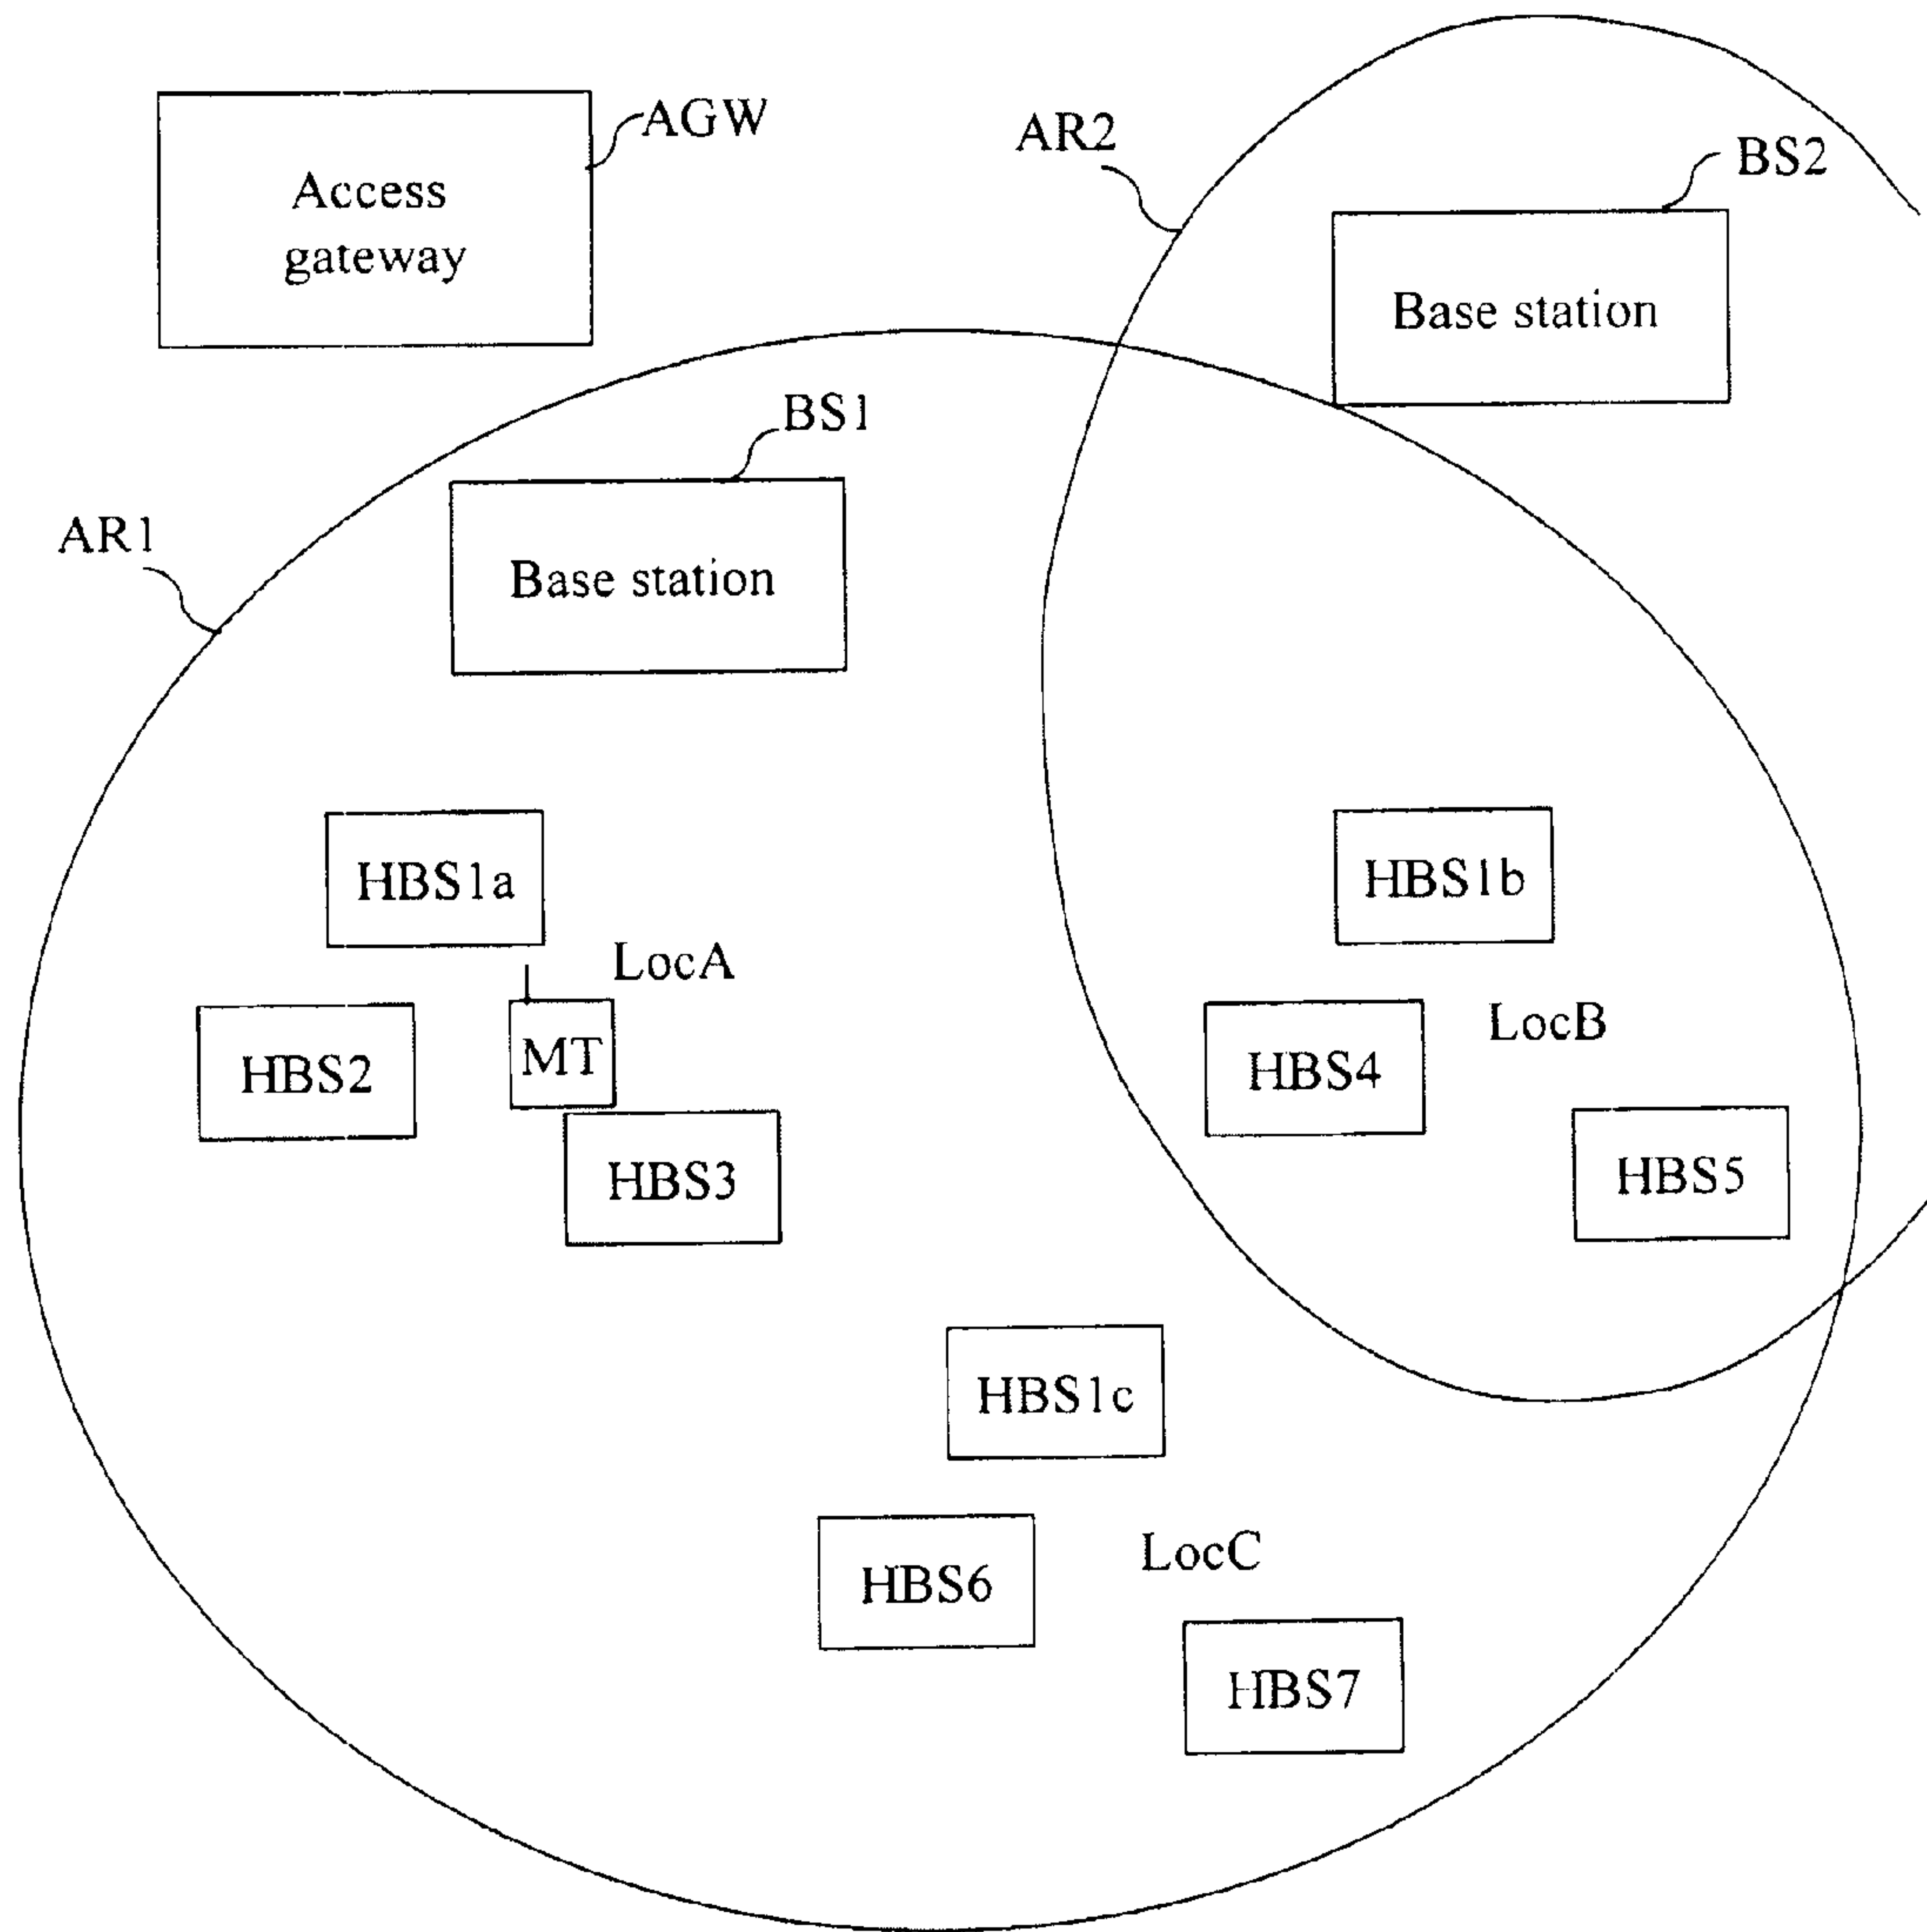 AGW
Access
gateway
AR2
BS2
Base station
BS1
AR1
Base station
HBS1a
HBS1b
LocA
HBS2
MT
HBS4
LocB
HBS3
HBS5
HBS1c
LocC
HBS6
HBS7